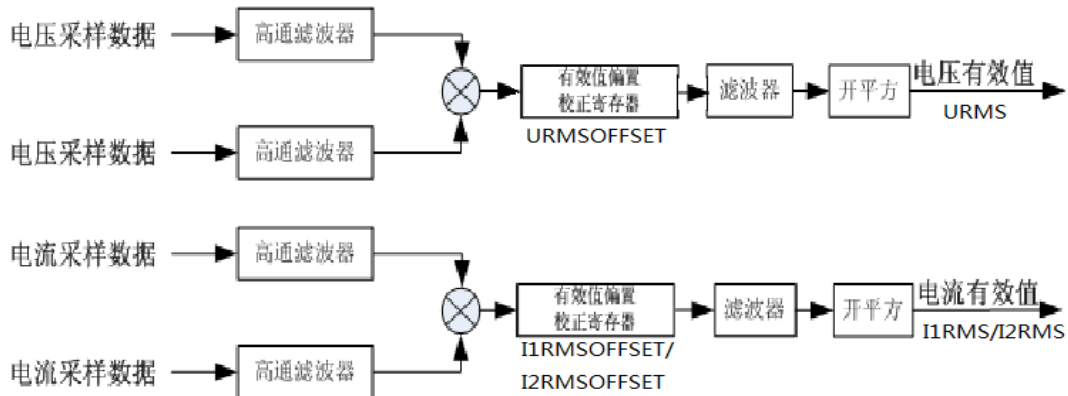 电压采样数据
高通滤波器
有效值偏置
校正寄存器
URMSOFFSET
滤波器
开平方
电压有效值
URMS
电压采样数据
高通滤波器
电流采样数据
高通滤波器
有效值偏置
校正寄存器
I1RMSOFFSET/
I2RMSOFFSET
滤波器
开平方
电流有效值
I1RMS/I2RMS
电流采样数据
高通滤波器